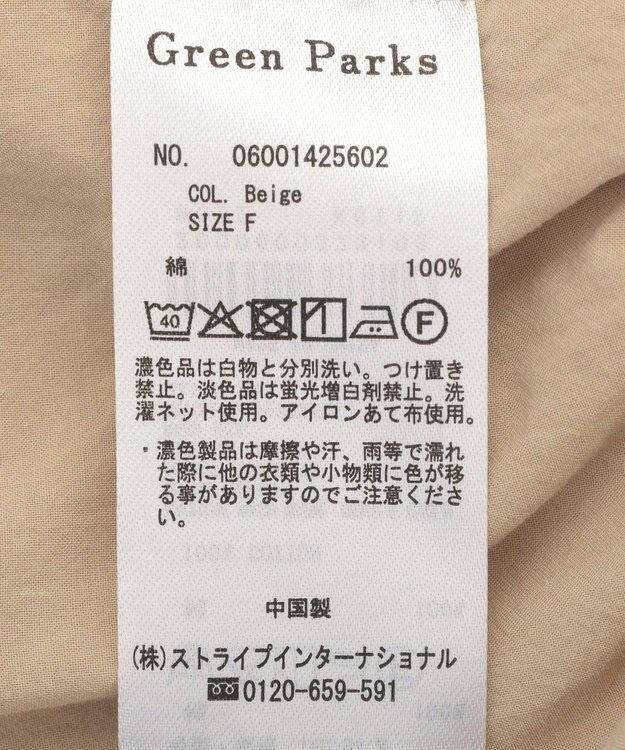 Green Parks
NO. 06001425602
COL. Beige
SIZE F
綿 100%
40 F
濃色品は白物と分別洗い。つけ置き
禁止。淡色品は蛍光増白剤禁止。洗
濯ネット使用。アイロンあて布使用。
・濃色製品は摩擦や汗、雨等で濡れ
た際に他の衣類や小物類に色が移
る事がありますのでご注意くださ
い。
中国製
(株)ストライプインターナショナル
0120-659-591